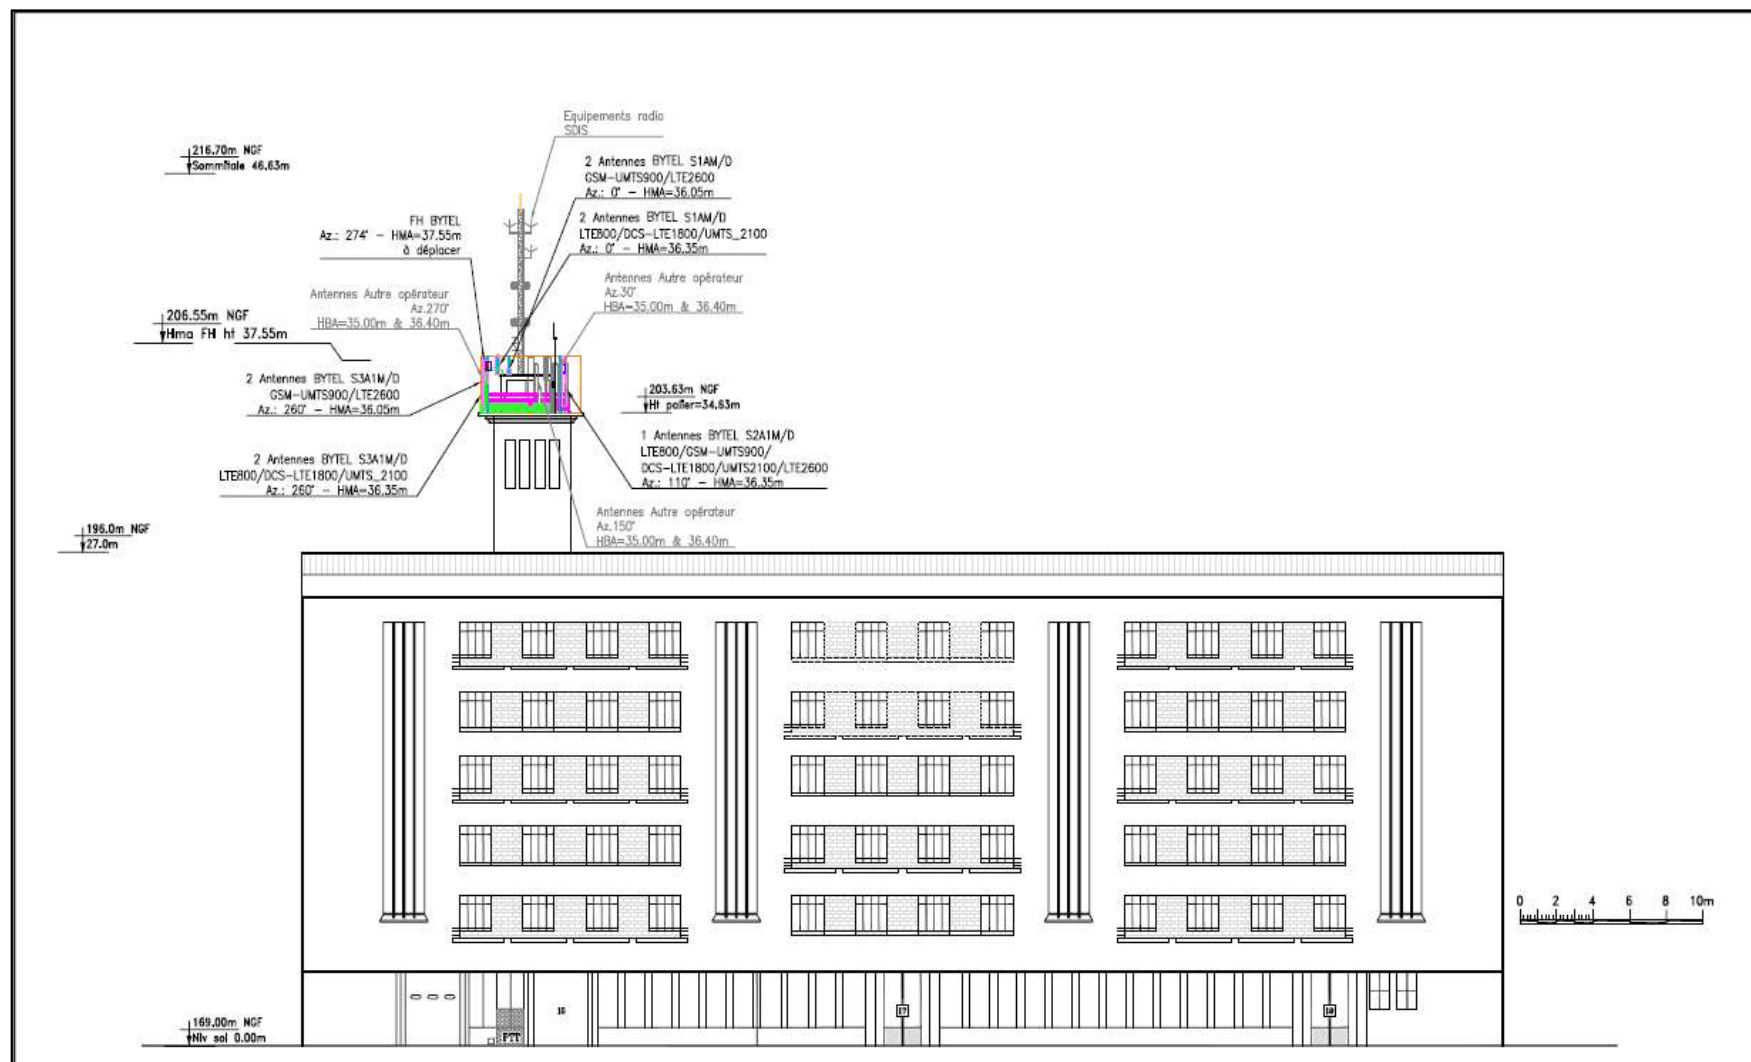 Equipements radio
SDIS
216.70m NGF
Sommitale 46.63m
2 Antennes BYTEL S1AM/D
GSM-UMTS900/LTE2600
Az.: 0° - HMA=36.05m
FH BYTEL
Az.: 274° - HMA=37.55m
à déplacer
2 Antennes BYTEL S1AM/D
LTE800/DCS-LTE1800/UMTS_2100
Az.: 0° - HMA=36.35m
Antennes Autre opérateur
Az.270°
HBA=35.00m & 36.40m
Antennes Autre opérateur
Az.30°
HBA=35.00m & 36.40m
206.55m NGF
Hma FH ht 37.55m
2 Antennes BYTEL S3A1M/D
GSM-UMTS900/LTE2600
Az.: 260° - HMA=36.05m
203.63m NGF
Ht palier=34.63m
2 Antennes BYTEL S3A1M/D
LTE800/DCS-LTE1800/UMTS_2100
Az.: 260° - HMA=36.35m
1 Antennes BYTEL S2A1M/D
LTE800/GSM-UMTS900/
DCS-LTE1800/UMTS2100/LTE2600
Az.: 110° - HMA=36.35m
Antennes Autre opérateur
Az.150°
HBA=35.00m & 36.40m
196.0m NGF
27.0m
0 2 4 6 8 10m
169.00m NGF
Niv sol 0.00m
PTT
15
17
19